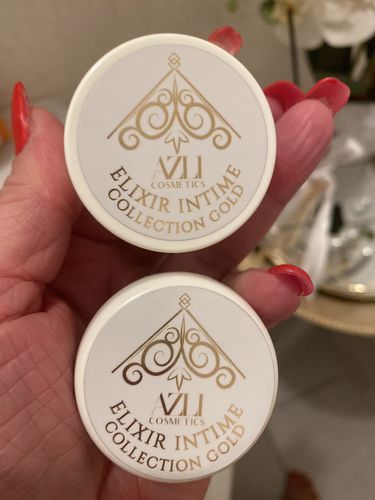 AZLI
COSMETICS
ELIXIR INTIME
COLLECTION GOLD
AZLI
COSMETICS
ELIXIR INTIME
COLLECTION GOLD